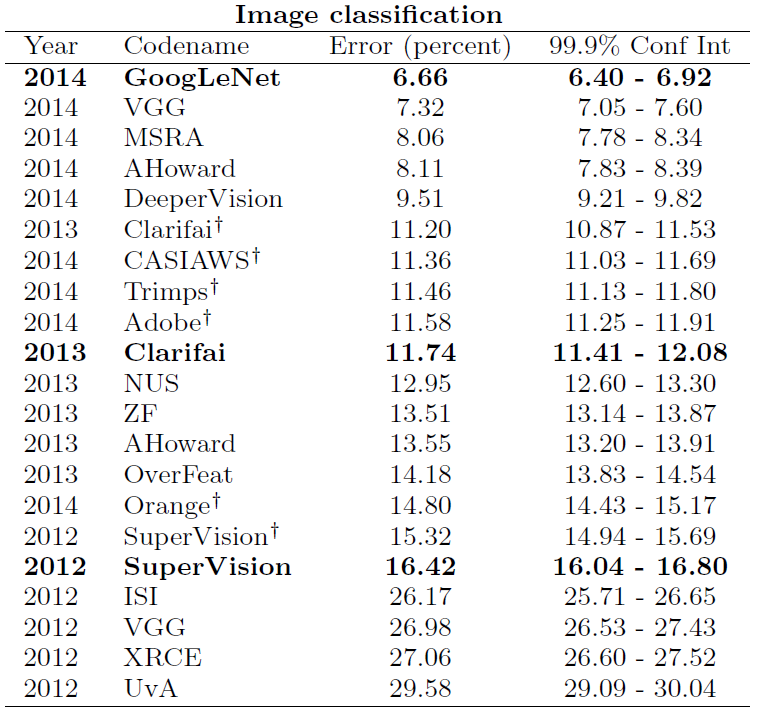 Image classification
Year Codename Error (percent) 99.9% Conf Int
2014 GoogLeNet 6.66 6.40 - 6.92
2014 VGG 7.32 7.05 - 7.60
2014 MSRA 8.06 7.78 - 8.34
2014 AHoward 8.11 7.83 - 8.39
2014 DeeperVision 9.51 9.21 - 9.82
2013 Clarifai† 11.20 10.87 - 11.53
2014 CASIAWS† 11.36 11.03 - 11.69
2014 Trimps† 11.46 11.13 - 11.80
2014 Adobe† 11.58 11.25 - 11.91
2013 Clarifai 11.74 11.41 - 12.08
2013 NUS 12.95 12.60 - 13.30
2013 ZF 13.51 13.14 - 13.87
2013 AHoward 13.55 13.20 - 13.91
2013 OverFeat 14.18 13.83 - 14.54
2014 Orange† 14.80 14.43 - 15.17
2012 SuperVision† 15.32 14.94 - 15.69
2012 SuperVision 16.42 16.04 - 16.80
2012 ISI 26.17 25.71 - 26.65
2012 VGG 26.98 26.53 - 27.43
2012 XRCE 27.06 26.60 - 27.52
2012 UvA 29.58 29.09 - 30.04